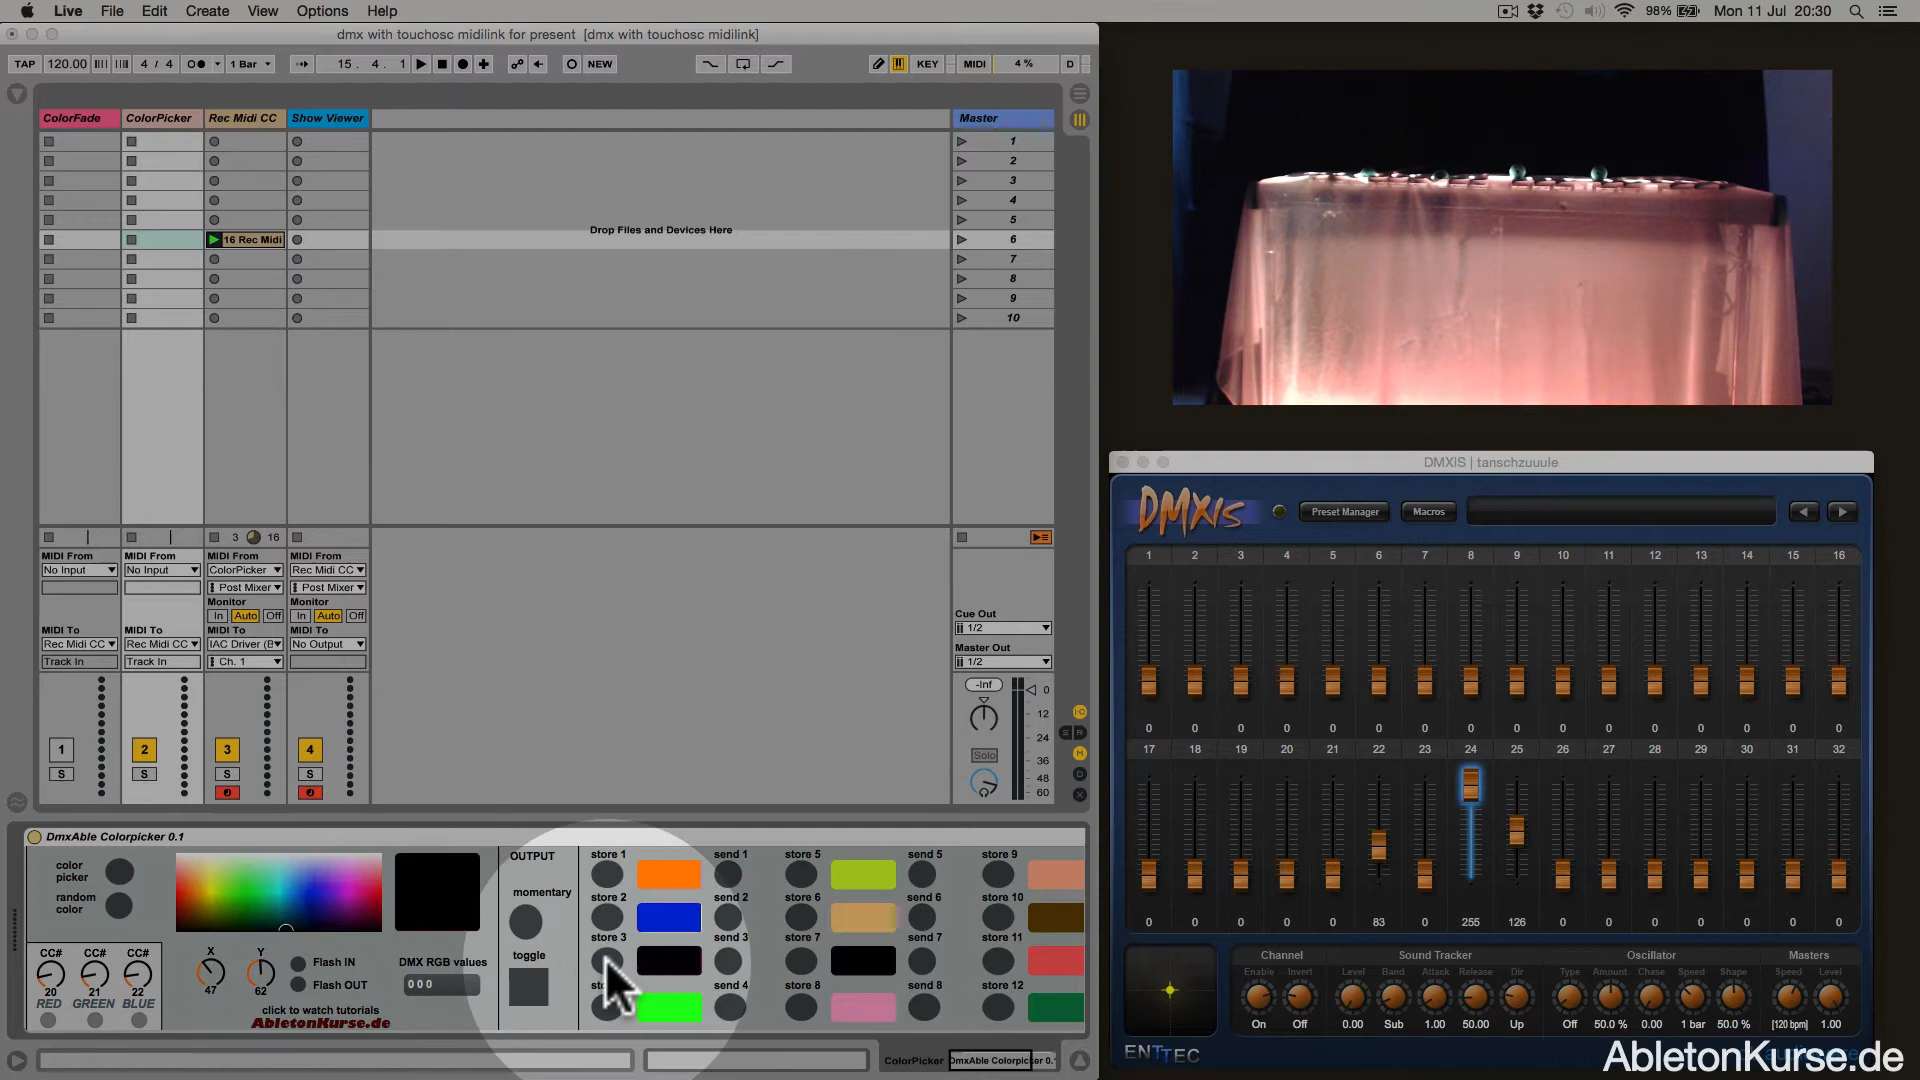 Live File Edit Create View Options Help 98% Mon 11 Jul 20:30
dmx with touchosc midilink for present [dmx with touchosc midilink]
TAP 120.00 4 / 4 1 Bar 15 . 4 . 1 NEW KEY MIDI 4 % D
ColorFade ColorPicker Rec Midi CC Show Viewer Master
1
2
3
4
5
Drop Files and Devices Here
16 Rec Midi 6
7
8
9
10
3 16
MIDI From MIDI From MIDI From MIDI From
No Input No Input ColorPicker Rec Midi CC
Post Mixer Post Mixer
Monitor Monitor
In Auto Off In Auto Off
MIDI To MIDI To MIDI To MIDI To
Rec Midi CC Rec Midi CC IAC Driver (B No Output
Track In Track In Ch. 1
Cue Out
1/2
Master Out
1/2
-Inf 0
12
24
36
48
60
Solo
1 2 3 4
S S S S
DmxAble Colorpicker 0.1
color picker
random color
CC# CC# CC#
20 21 22
RED GREEN BLUE
X Y
47 62
Flash IN
Flash OUT
DMX RGB values
0 0 0
click to watch tutorials
AbletonKurse.de
OUTPUT
momentary
toggle
store 1 send 1 store 5 send 5 store 9
store 2 send 2 store 6 send 6 store 10
store 3 send 3 store 7 send 7 store 11
send 4 store 8 send 8 store 12
ColorPicker DmxAble Colorpicker 0.1
DMXIS | tanschzuuule
DMXIS Preset Manager Macros
1 2 3 4 5 6 7 8 9 10 11 12 13 14 15 16
0 0 0 0 0 0 0 0 0 0 0 0 0 0 0 0
17 18 19 20 21 22 23 24 25 26 27 28 29 30 31 32
0 0 0 0 0 83 0 255 126 0 0 0 0 0 0 0
Channel Sound Tracker Oscillator Masters
Enable Invert Level Band Attack Release Dir Type Amount Chase Speed Shape Speed Level
On Off 0.00 Sub 1.00 50.00 Up Off 50.0 % 0.00 1 bar 50.0 % [120 bpm] 1.00
ENTTEC
AbletonKurse.de